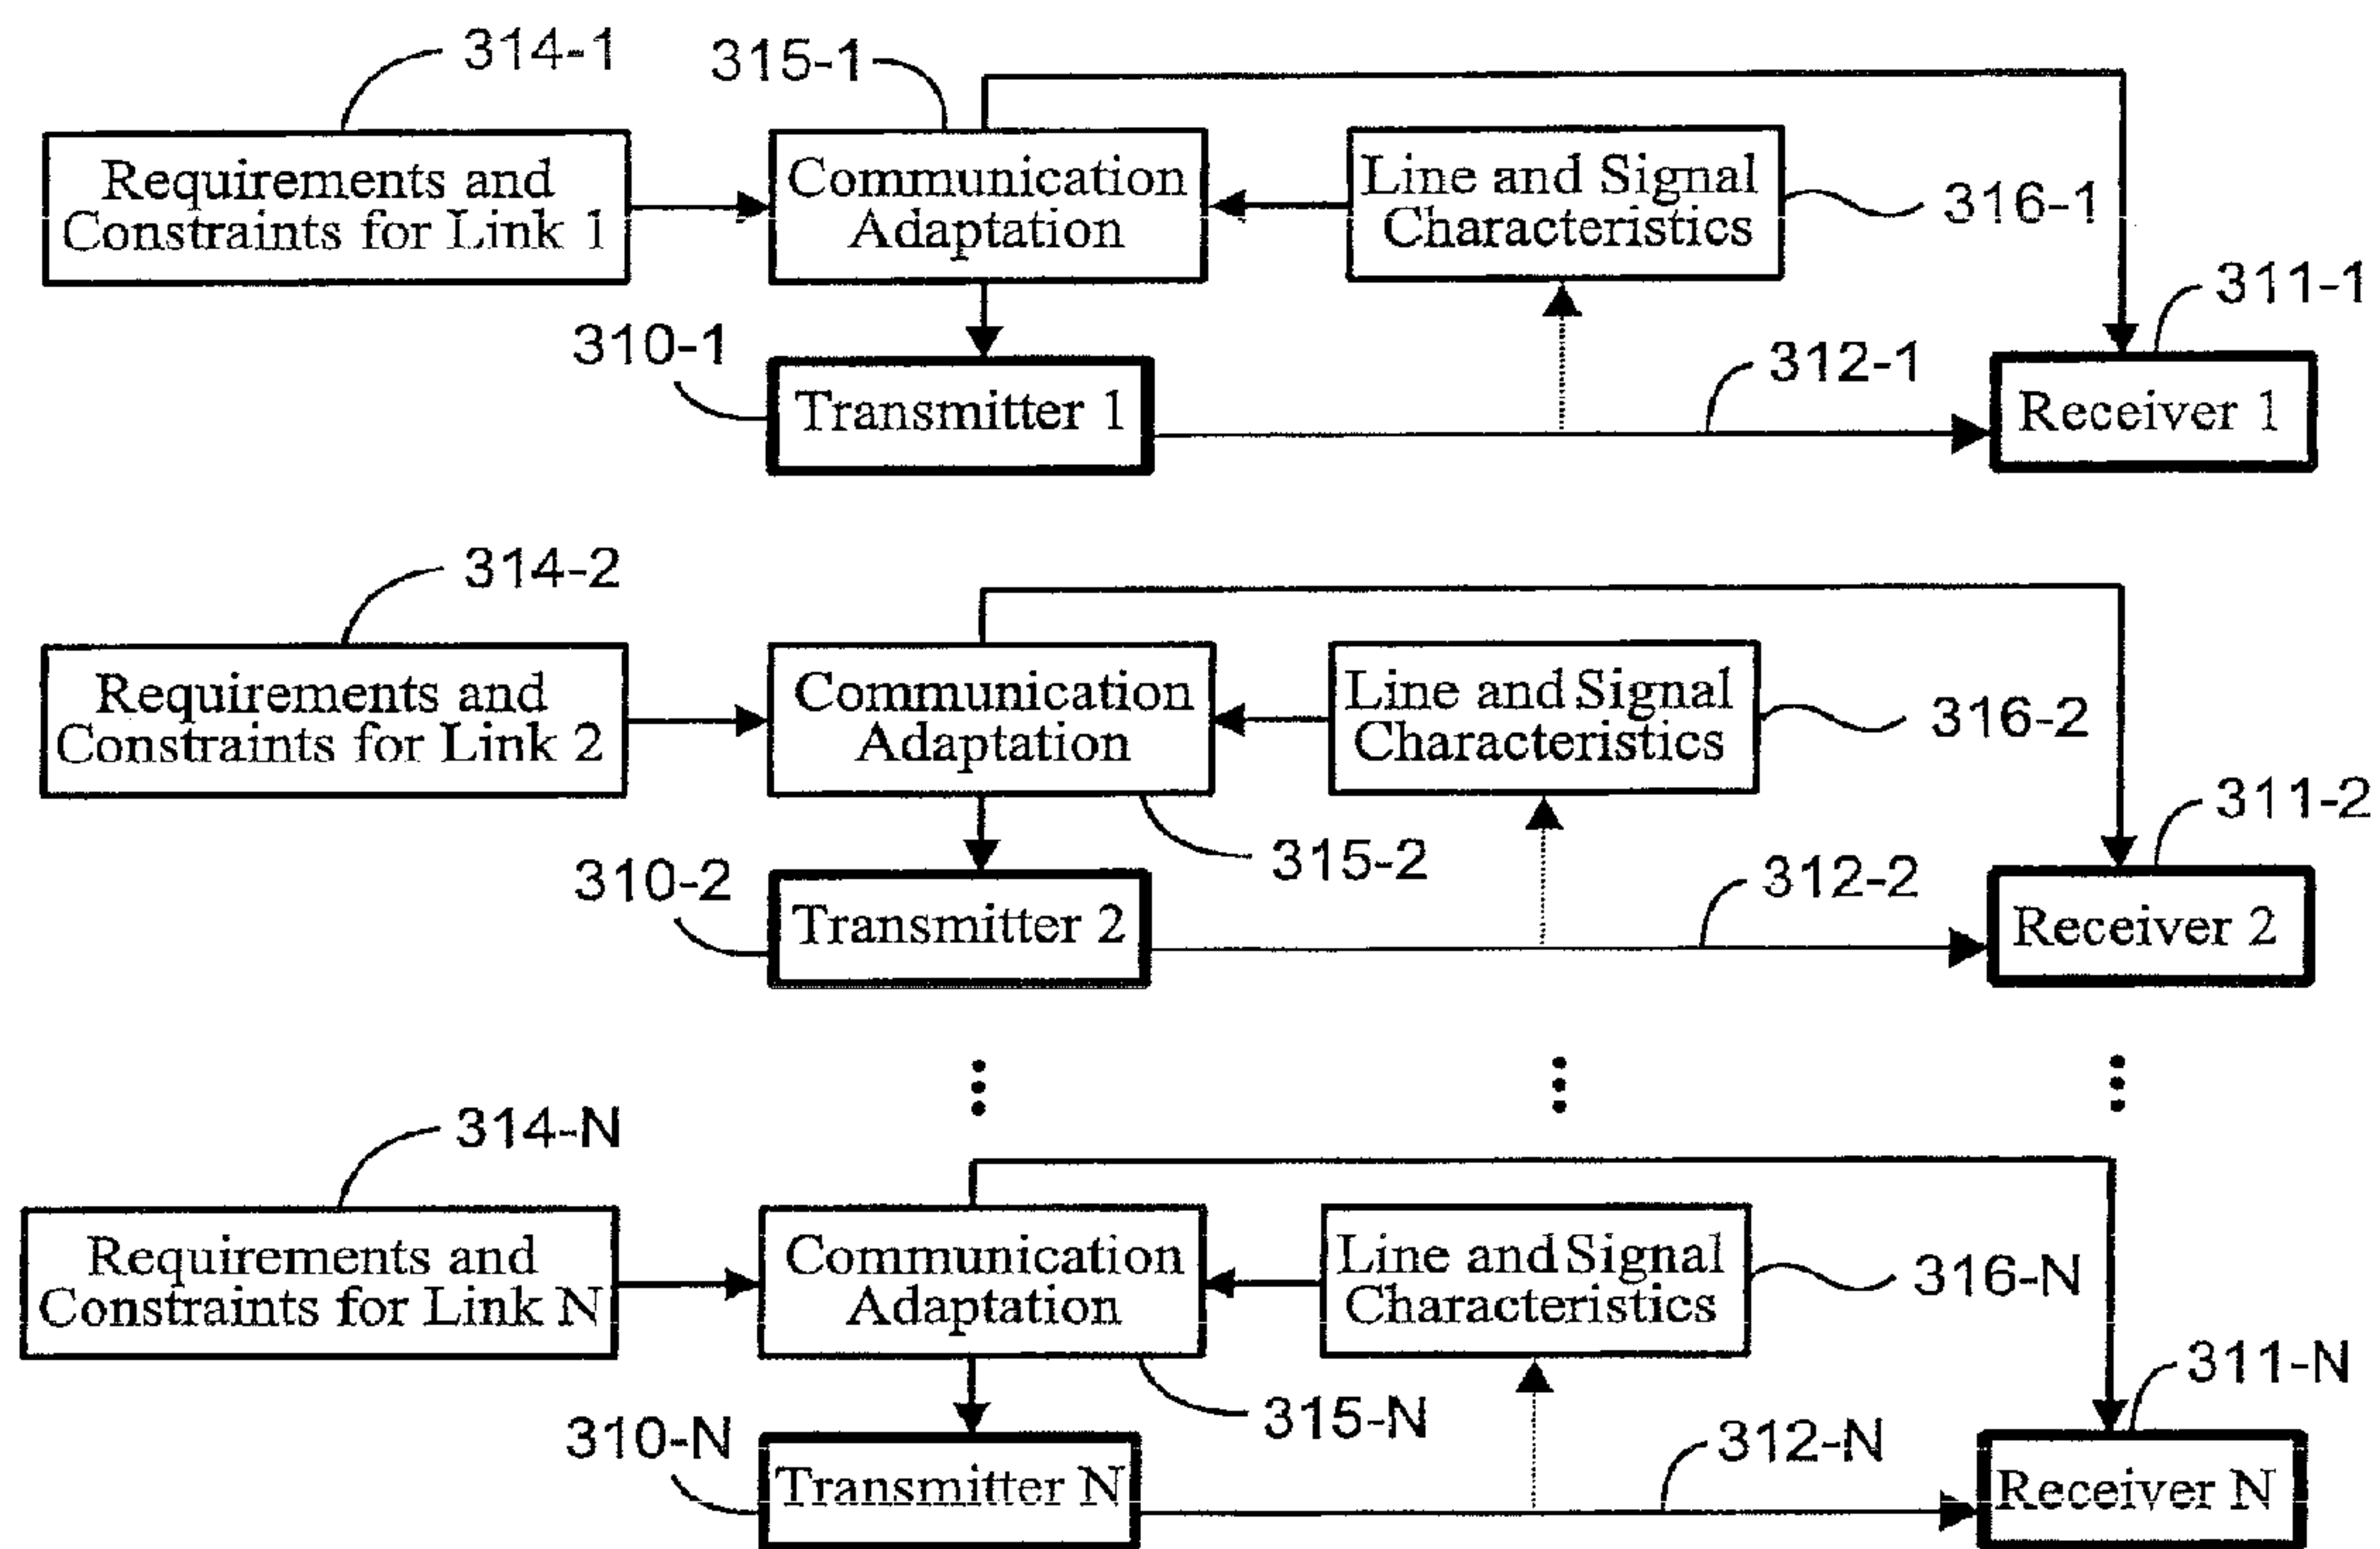 314-1
315-1
Requirements and
Constraints for Link 1
Communication
Adaptation
Line and Signal
Characteristics
316-1
311-1
310-1
Transmitter 1
312-1
Receiver 1
314-2
Requirements and
Constraints for Link 2
Communication
Adaptation
Line and Signal
Characteristics
316-2
311-2
310-2
315-2
312-2
Transmitter 2
Receiver 2
314-N
Requirements and
Constraints for Link N
Communication
Adaptation
Line and Signal
Characteristics
316-N
311-N
310-N
315-N
312-N
Transmitter N
Receiver N